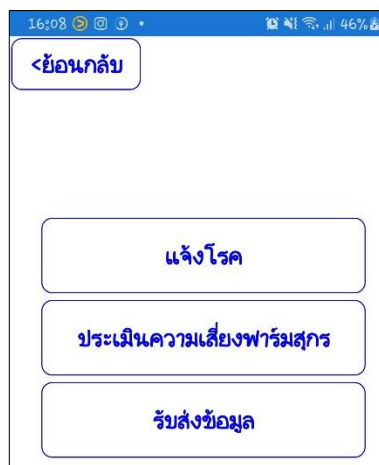 16:08 46%
<ย้อนกลับ
แจ้งโรค
ประเมินความเสี่ยงฟาร์มสุกร
รับส่งข้อมูล